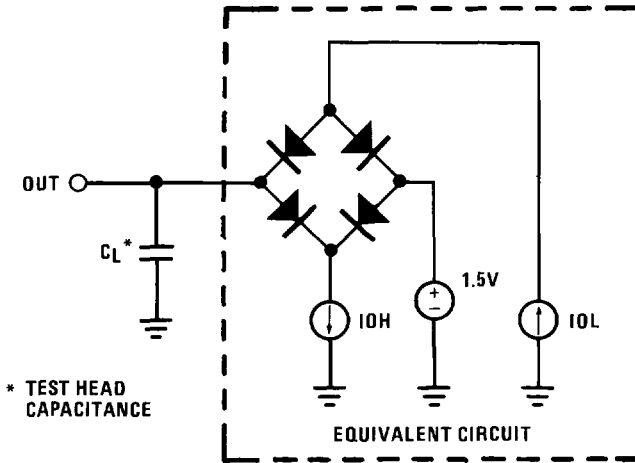 OUT
CL*
+
−
1.5V
IOH
IOL
* TEST HEAD
CAPACITANCE
EQUIVALENT CIRCUIT